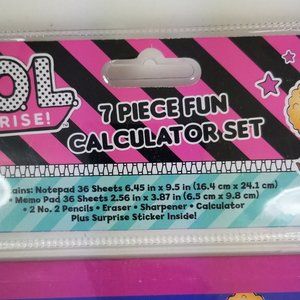 OL
PRISE!
7 PIECE FUN
CALCULATOR SET
ains: Notepad 36 Sheets 6.45 in x 9.5 in (16.4 cm x 24.1 cm)
• Memo Pad 36 Sheets 2.56 in x 3.87 in (6.5 cm x 9.8 cm)
• 2 No. 2 Pencils • Eraser • Sharpener • Calculator
Plus Surprise Sticker Inside!